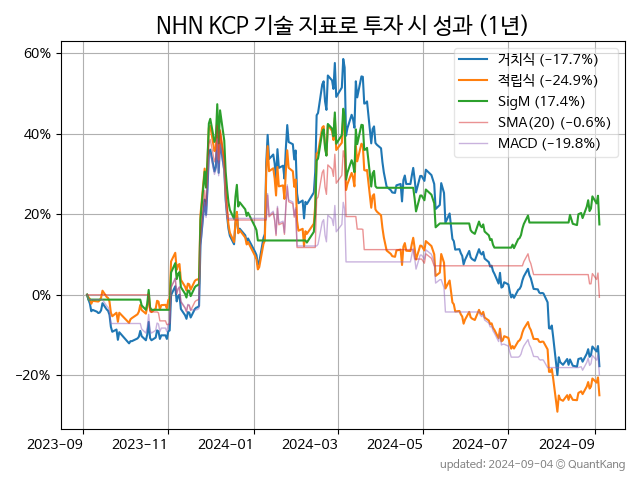 NHN KCP 기술 지표로 투자 시 성과 (1년)
거치식 (-17.7%)
적립식 (-24.9%)
SigM (17.4%)
SMA(20) (-0.6%)
MACD (-19.8%)
60%
40%
20%
0%
-20%
2023-09 2023-11 2024-01 2024-03 2024-05 2024-07 2024-09
updated: 2024-09-04 © QuantKang